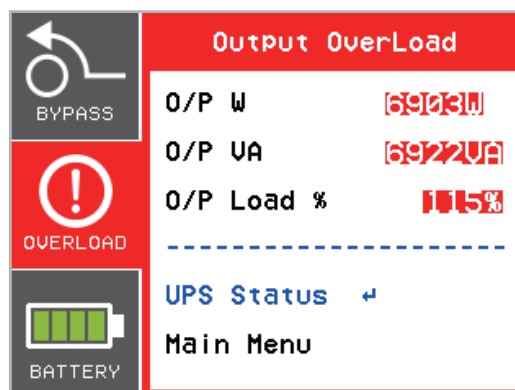 Output OverLoad
BYPASS
O/P W 6903W
O/P VA 6922VA
O/P Load % 115%
OVERLOAD
UPS Status ↵
Main Menu
BATTERY